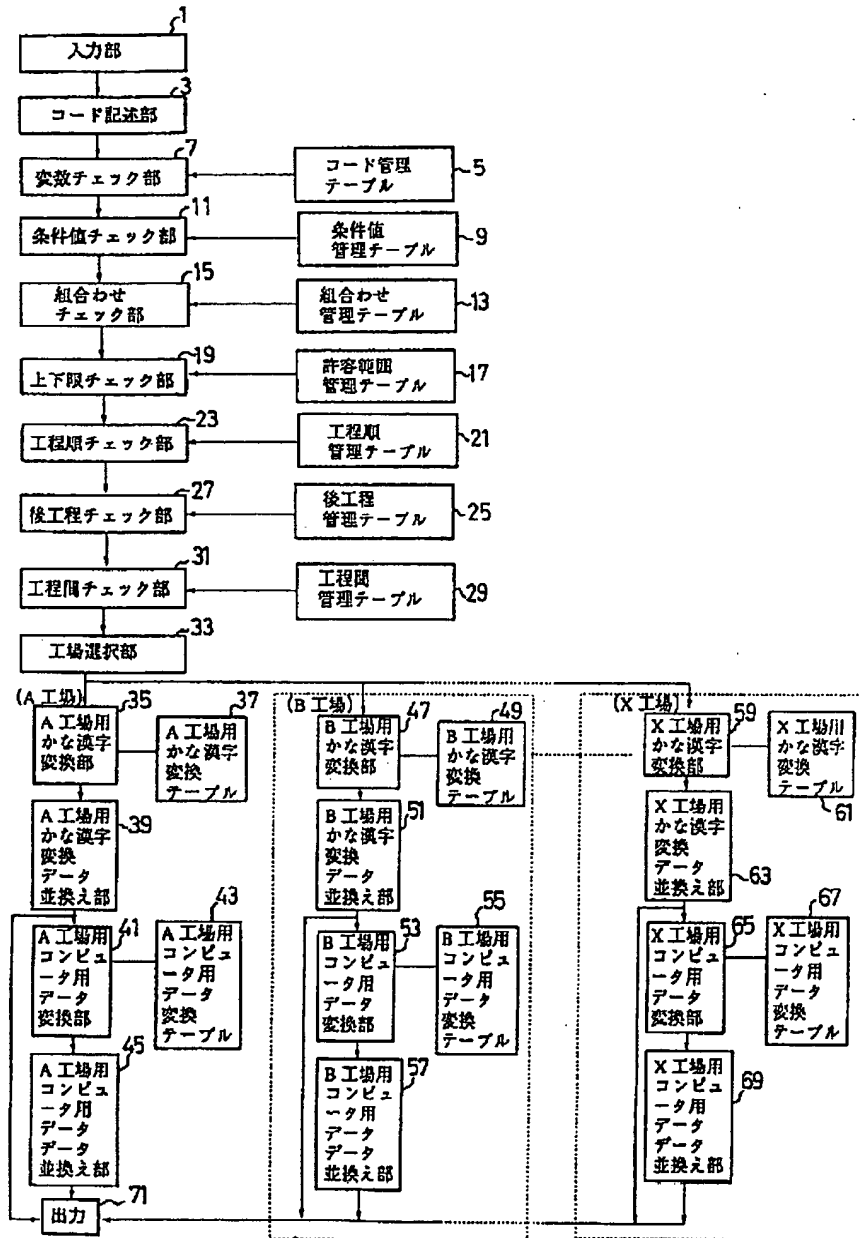 1
入力部
3
コード記述部
7
変数チェック部
コード管理
テーブル
5
11
条件値チェック部
条件値
管理テーブル
9
15
組合わせ
チェック部
組合わせ
管理テーブル
13
19
上下限チェック部
許容範囲
管理テーブル
17
23
工程順チェック部
工程順
管理テーブル
21
27
後工程チェック部
後工程
管理テーブル
25
31
工程間チェック部
工程間
管理テーブル
29
33
工場選択部
(A工場)
35
A工場用
かな漢字
変換部
37
A工場用
かな漢字
変換
テーブル
39
A工場用
かな漢字
変換
データ
並換え部
41
A工場用
コンピュ
ータ用
データ
変換部
43
A工場用
コンピュ
ータ用
データ
変換
テーブル
45
A工場用
コンピュ
ータ用
データ
データ
並換え部
71
出力
(B工場)
47
B工場用
かな漢字
変換部
49
B工場用
かな漢字
変換
テーブル
51
B工場用
かな漢字
変換
データ
並換え部
53
B工場用
コンピュ
ータ用
データ
変換部
55
B工場用
コンピュ
ータ用
データ
変換
テーブル
57
B工場用
コンピュ
ータ用
データ
データ
並換え部
(X工場)
59
X工場用
かな漢字
変換部
X工場用
かな漢字
変換
テーブル
61
X工場用
かな漢字
変換
データ
並換え部
63
65
X工場用
コンピュ
ータ用
データ
変換部
67
X工場用
コンピュ
ータ用
データ
変換
テーブル
X工場用
コンピュ
ータ用
データ
データ
並換え部
69